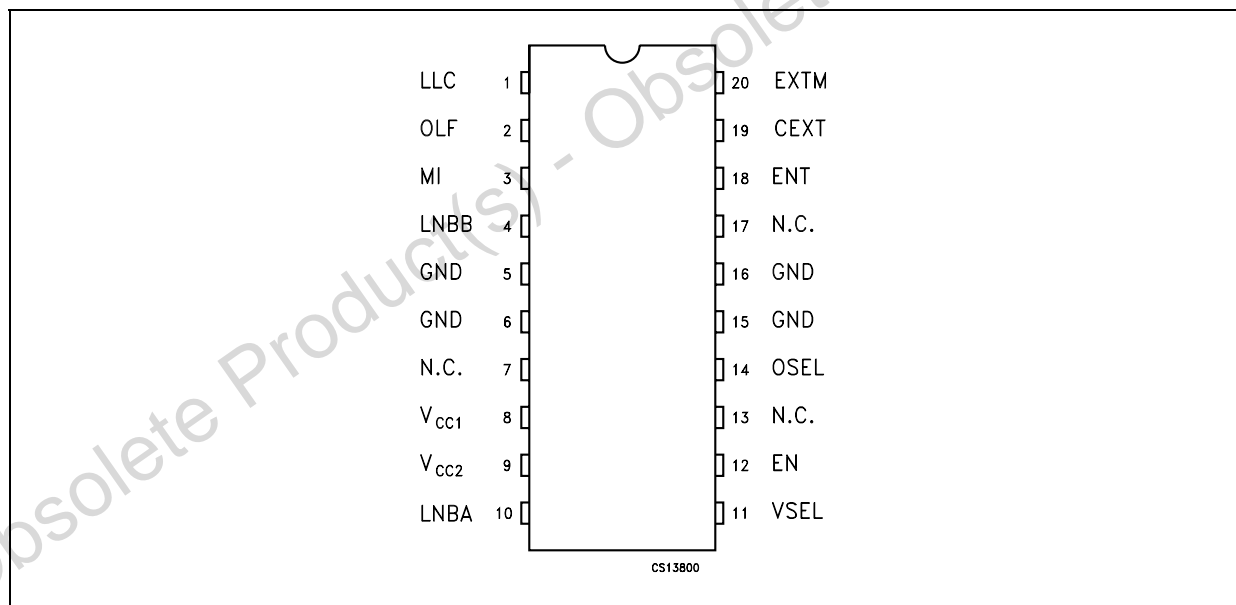 LLC 1 20 EXTM
OLF 2 19 CEXT
MI 3 18 ENT
LNBB 4 17 N.C.
GND 5 16 GND
GND 6 15 GND
N.C. 7 14 OSEL
VCC1 8 13 N.C.
VCC2 9 12 EN
LNBA 10 11 VSEL
CS13800
Obsolete Product(s) - Obsolete